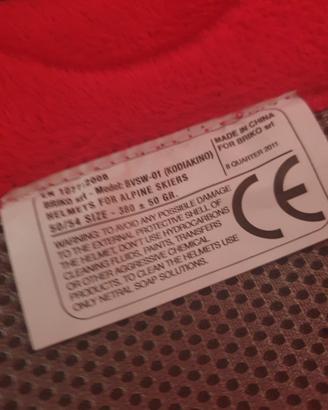 EN 1077:2008
BRIKO srl - Model: BVSW-01 (KODIAKINO)
HELMETS FOR ALPINE SKIERS
50/54 SIZE - 380 ± 50 GR.
WARNING: TO AVOID ANY POSSIBLE DAMAGE
TO THE EXTERNAL PROTECTIVE SHELL OF
THE HELMET, DON'T USE HYDROCARBONS
CLEANING FLUIDS, PAINTS, TRANSFERS
OR OTHER AGGRESSIVE CHEMICAL
PRODUCTS. TO CLEAN THE HELMETS USE
ONLY NETRAL SOAP SOLUTIONS.
MADE IN CHINA
FOR BRIKO srl
QUARTER 2011
CE